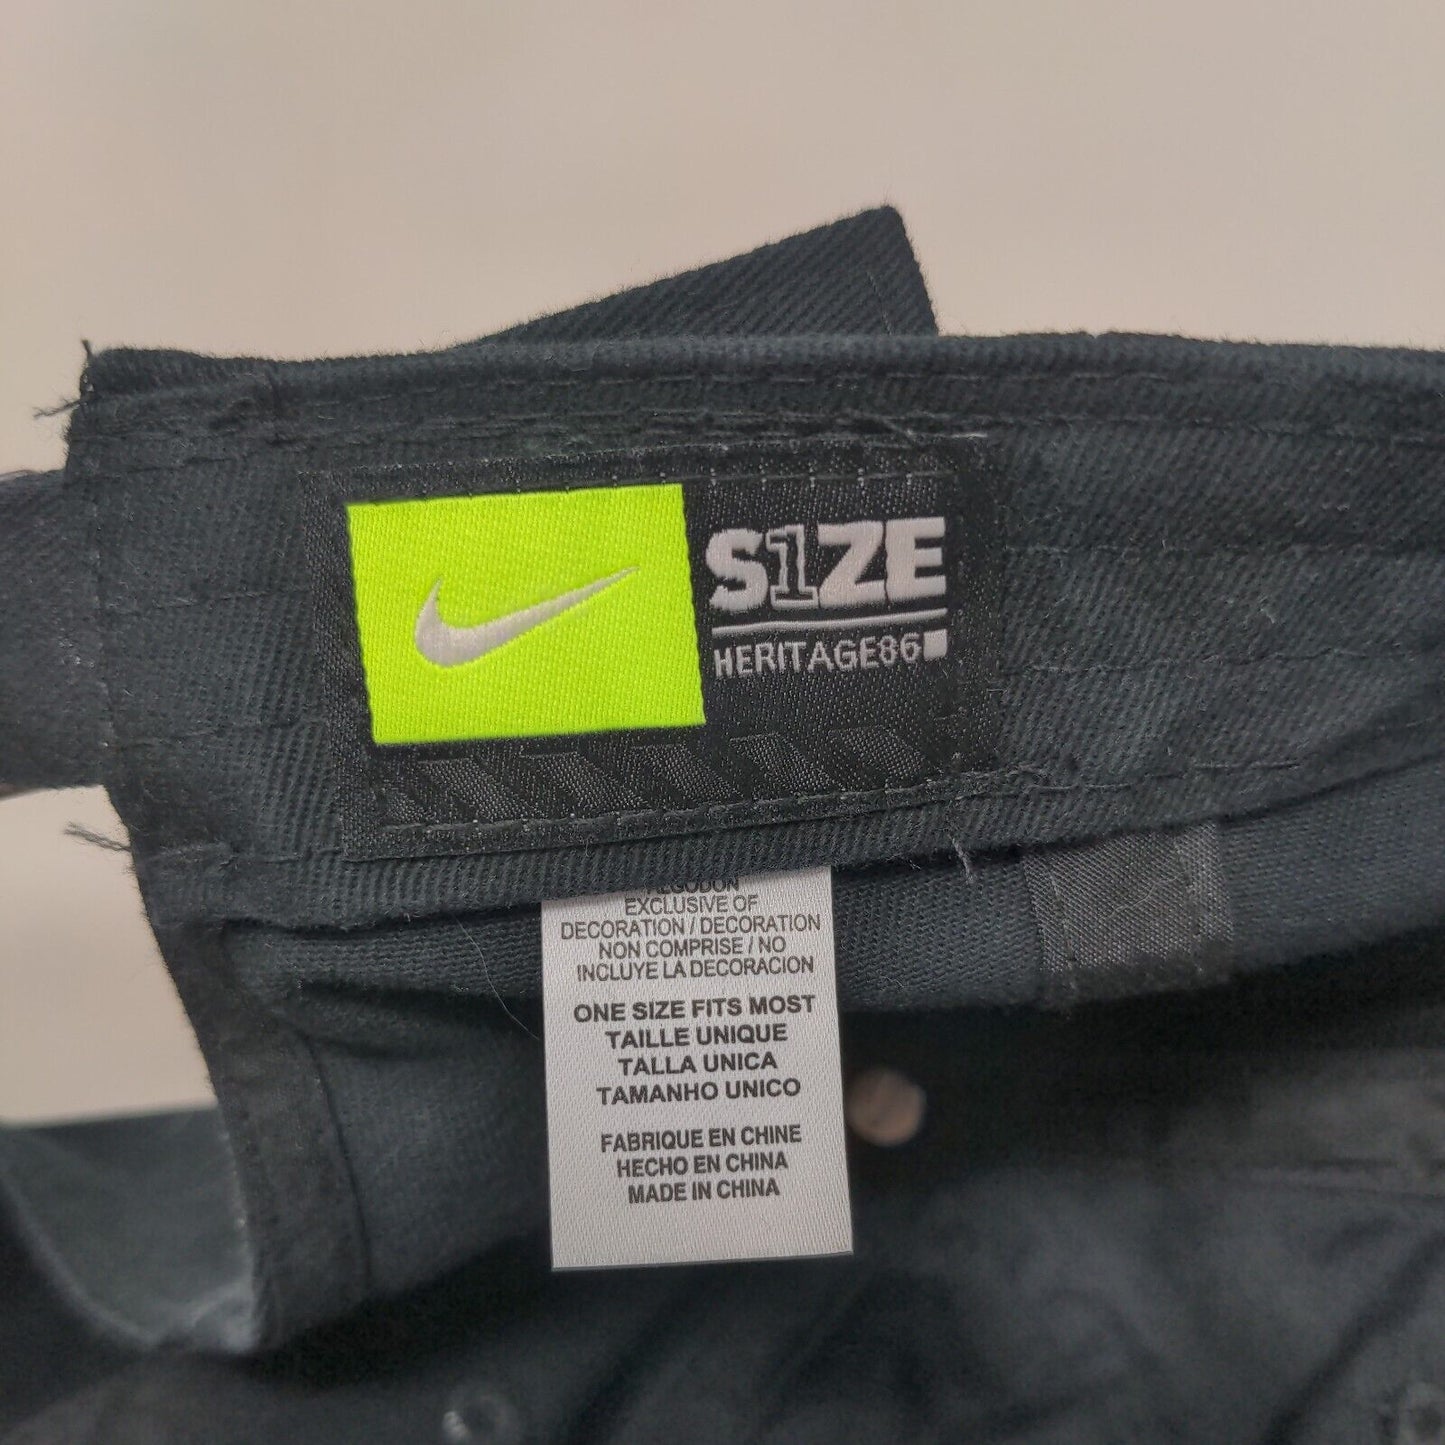 S1ZE
HERITAGE86
ALGODON
EXCLUSIVE OF
DECORATION / DECORATION
NON COMPRISE / NO
INCLUYE LA DECORACION
ONE SIZE FITS MOST
TAILLE UNIQUE
TALLA UNICA
TAMANHO UNICO
FABRIQUE EN CHINE
HECHO EN CHINA
MADE IN CHINA